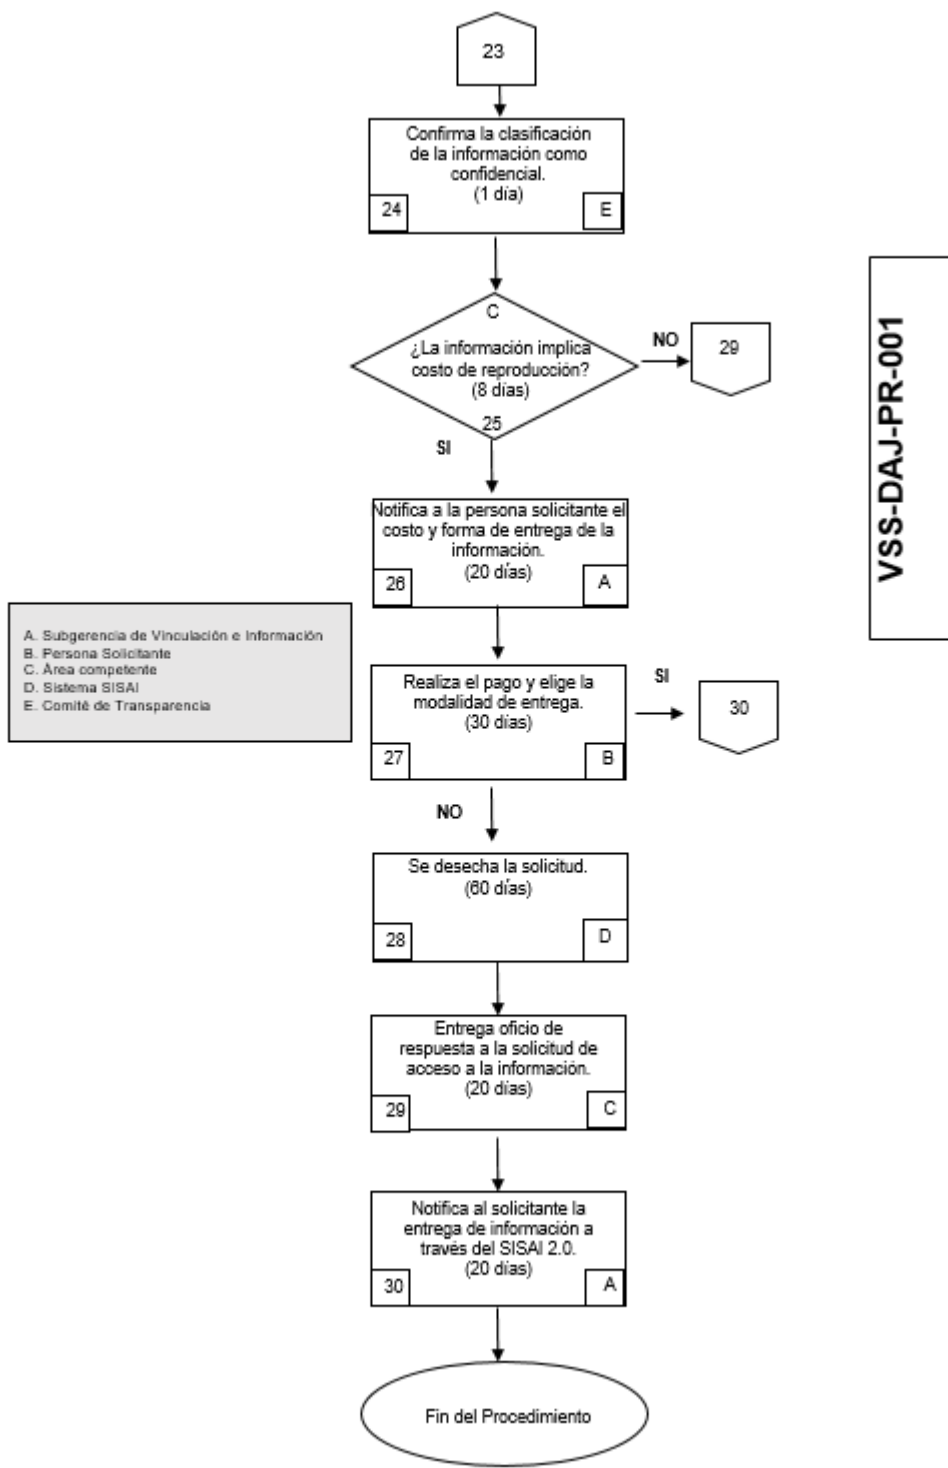 23
Confirma la clasificación
de la información como
confidencial.
(1 día)
24
E
C
¿La información implica
costo de reproducción?
(8 días)
25
NO
29
SI
Notifica a la persona solicitante el
costo y forma de entrega de la
información.
(20 días)
26
A
A. Subgerencia de Vinculación e Información
B. Persona Solicitante
C. Área competente
D. Sistema SISAI
E. Comité de Transparencia
Realiza el pago y elige la
modalidad de entrega.
(30 días)
27
B
SI
30
NO
Se desecha la solicitud.
(60 días)
28
D
Entrega oficio de
respuesta a la solicitud de
acceso a la información.
(20 días)
29
C
Notifica al solicitante la
entrega de información a
través del SISAI 2.0.
(20 días)
30
A
Fin del Procedimiento
VSS-DAJ-PR-001